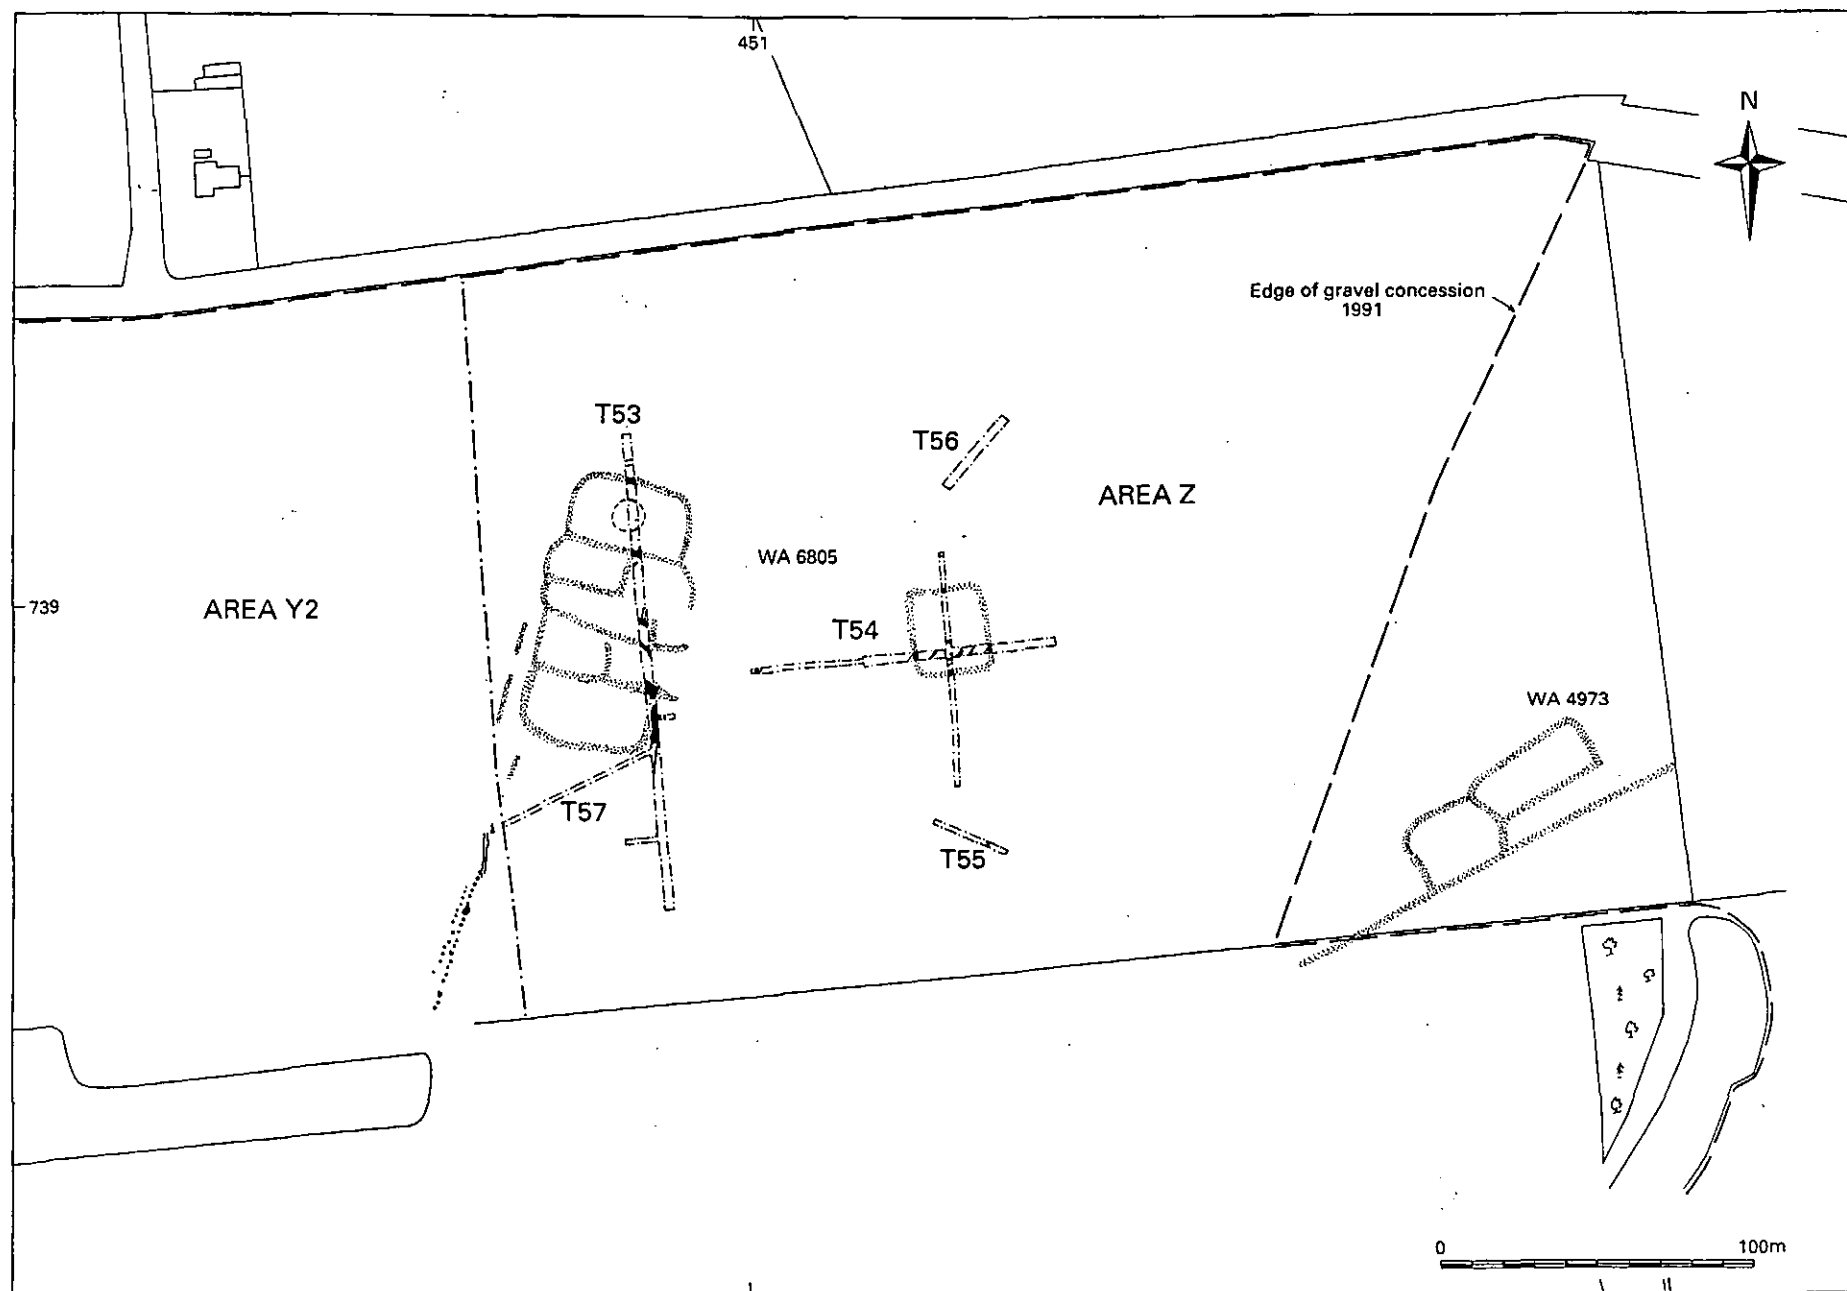 451
N
Edge of gravel concession
1991
T53
T56
AREA Z
WA 6805
739
AREA Y2
T54
WA 4973
T57
T55
0 100m